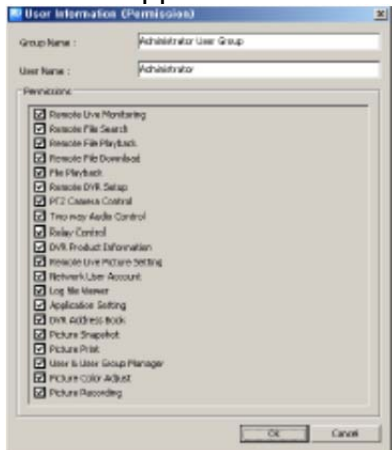 User Information (Permission)
Group Name :
Administrator User Group
User Name :
Administrator
Permissions
Remote Live Monitoring
Remote File Search
Remote File Playback
Remote File Download
File Playback
Remote DVR Setup
PTZ Camera Control
Two way Audio Control
Relay Control
DVR Product Information
Remote Live Picture Setting
Network User Account
Log file Viewer
Application Setting
DVR Address Book
Picture Snapshot
Picture Print
User & User Group Manager
Picture Color Adjust
Picture Recording
OK
Cancel